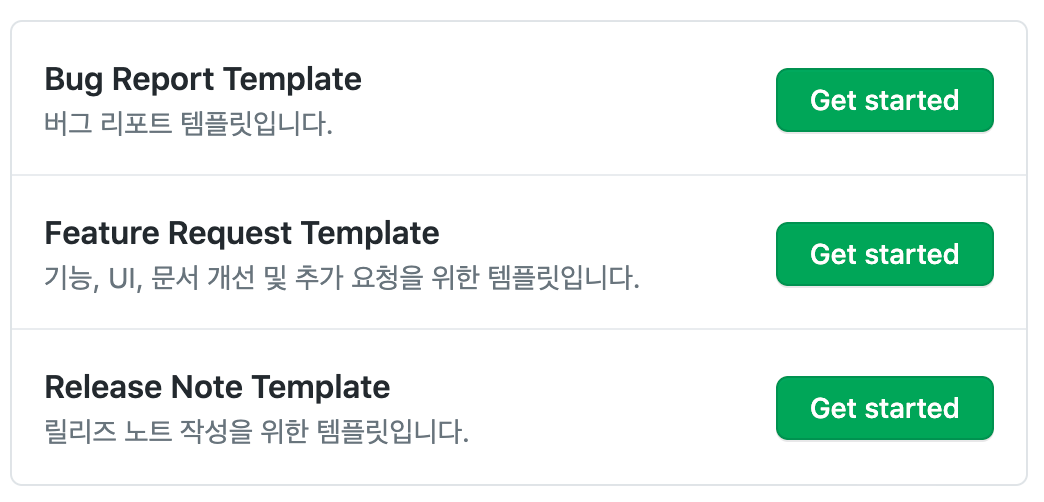 Bug Report Template
버그 리포트 템플릿입니다.
Get started
Feature Request Template
기능, UI, 문서 개선 및 추가 요청을 위한 템플릿입니다.
Get started
Release Note Template
릴리즈 노트 작성을 위한 템플릿입니다.
Get started